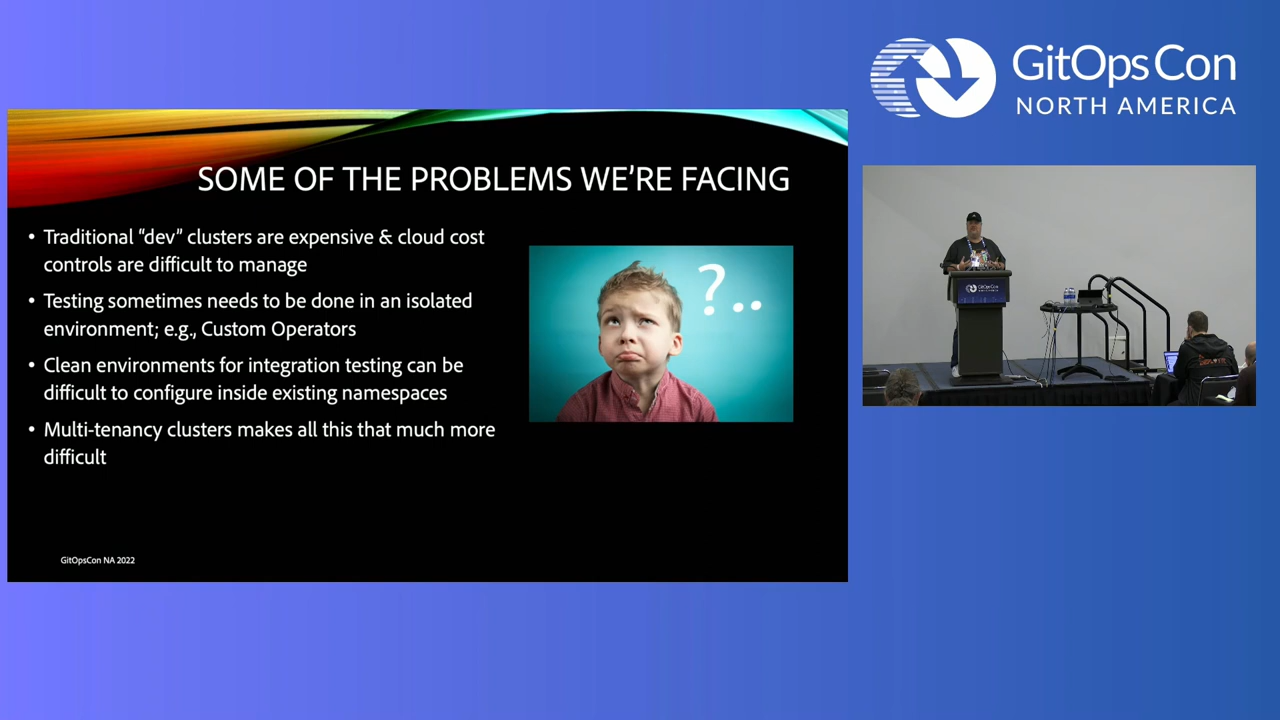 GitOpsCon
NORTH AMERICA
SOME OF THE PROBLEMS WE'RE FACING
• Traditional "dev" clusters are expensive & cloud cost
controls are difficult to manage
• Testing sometimes needs to be done in an isolated
environment; e.g., Custom Operators
• Clean environments for integration testing can be
difficult to configure inside existing namespaces
• Multi-tenancy clusters makes all this that much more
difficult
?..
GitOpsCon NA 2022
GitOpsCon